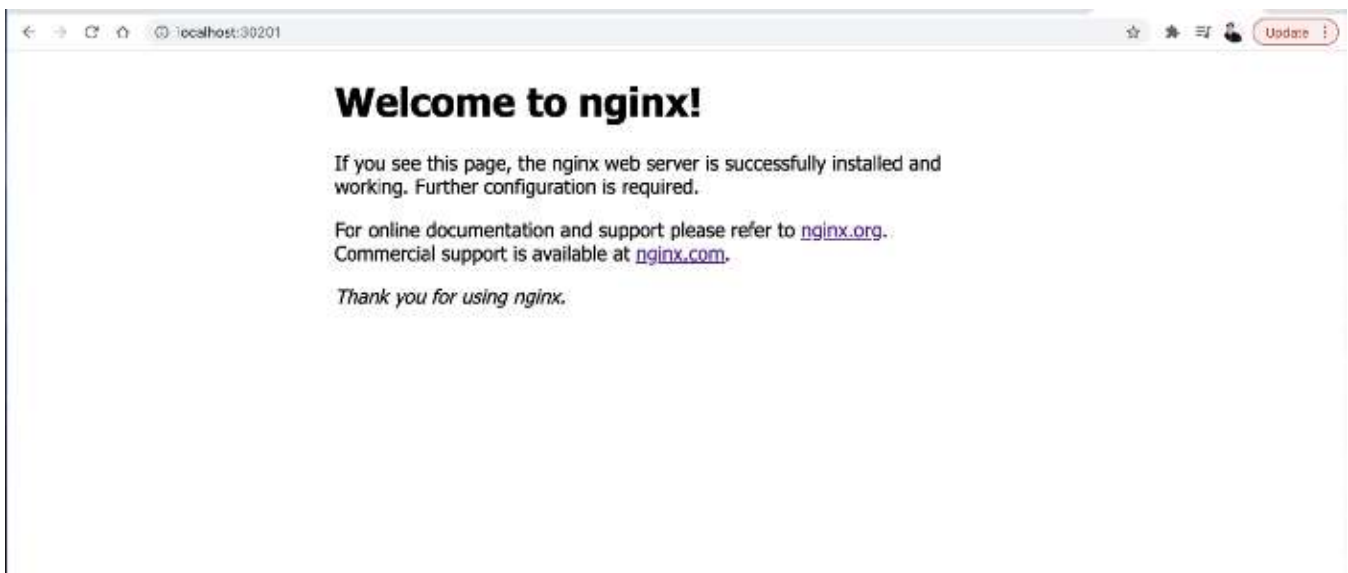 localhost:30201
Update
Welcome to nginx!
If you see this page, the nginx web server is successfully installed and
working. Further configuration is required.
For online documentation and support please refer to nginx.org.
Commercial support is available at nginx.com.
Thank you for using nginx.